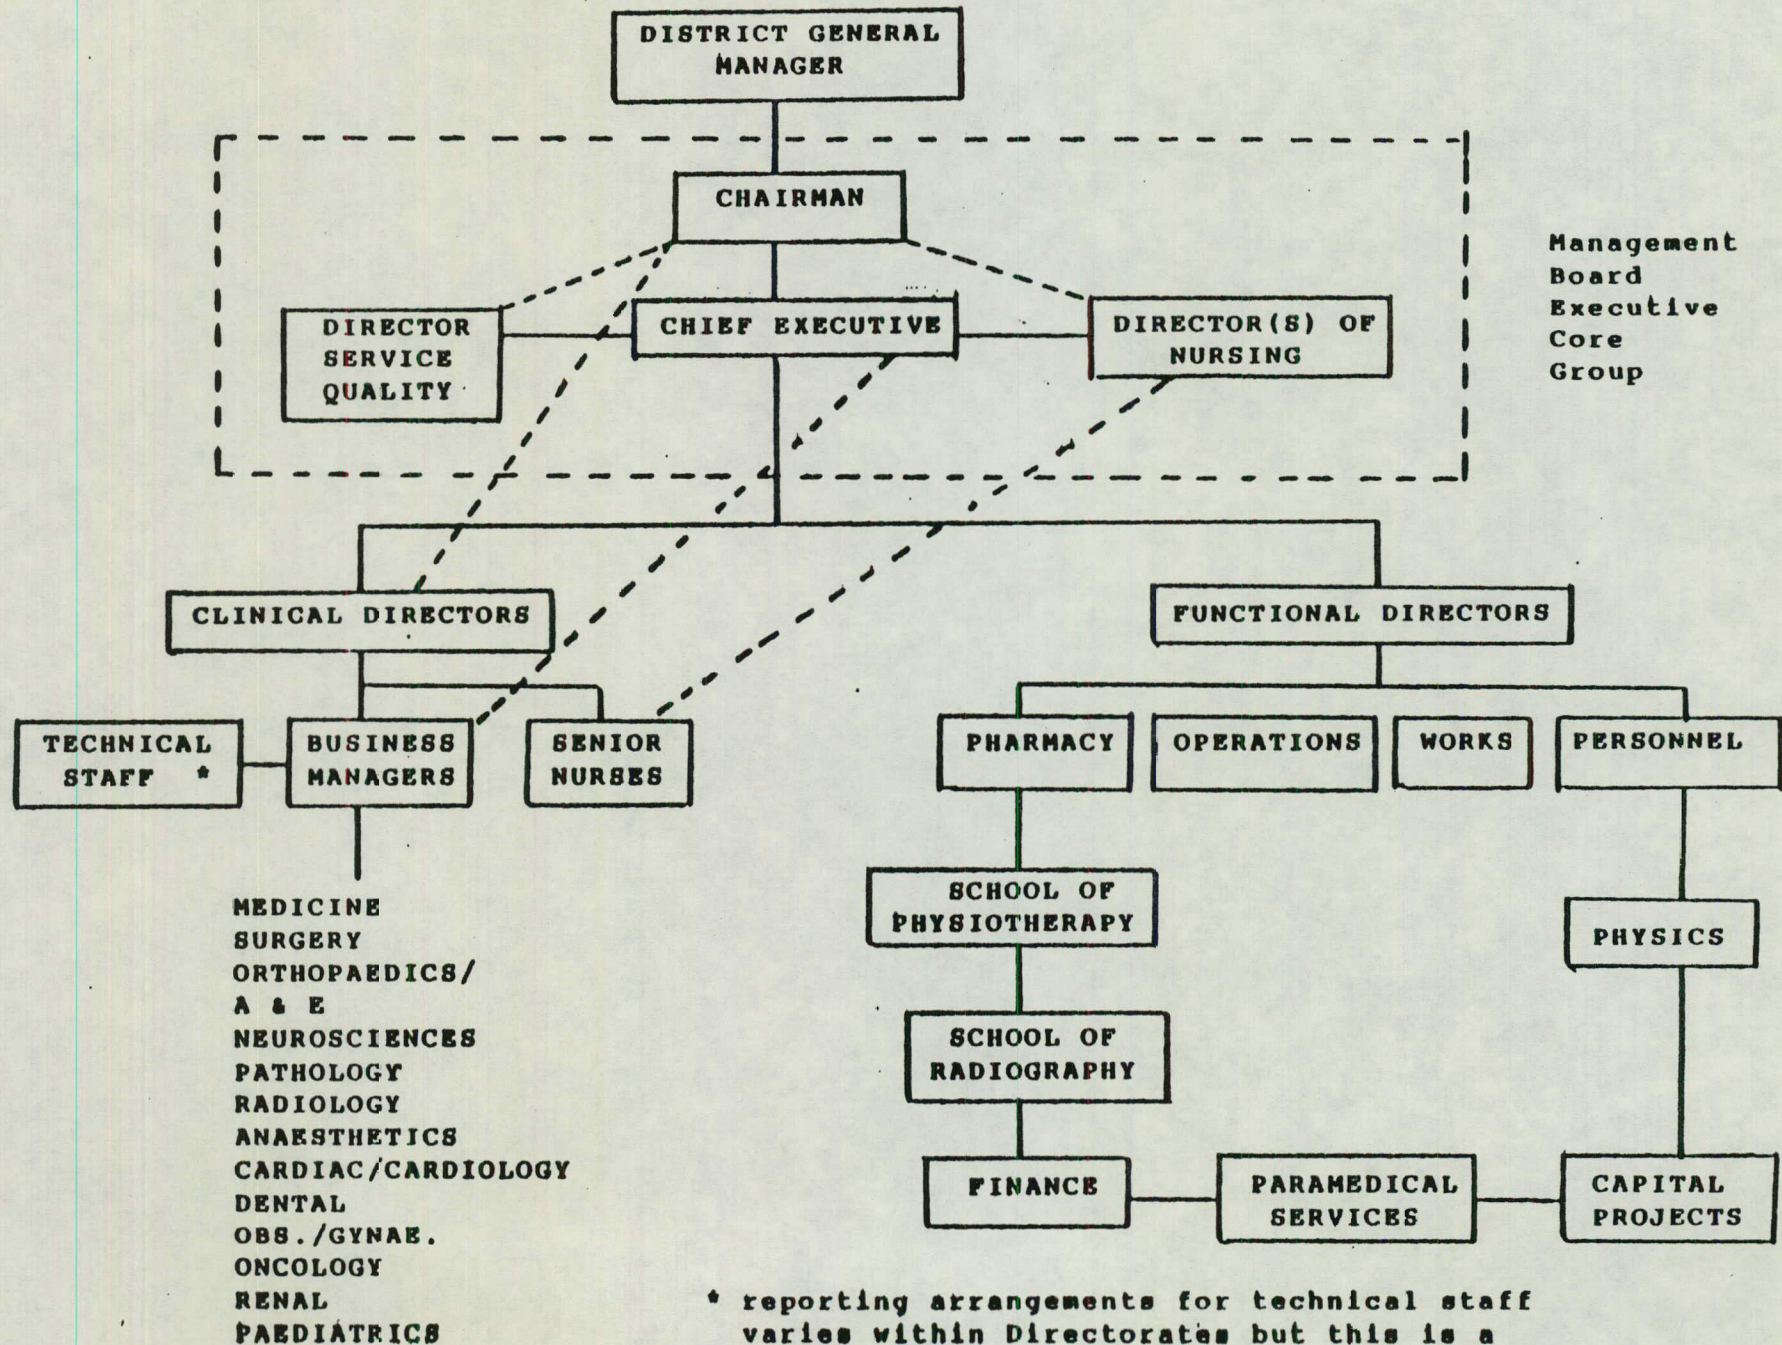 DISTRICT GENERAL
MANAGER
CHAIRMAN
Management
Board
Executive
Core
Group
DIRECTOR
SERVICE
QUALITY
CHIEF EXECUTIVE
DIRECTOR(S) OF
NURSING
CLINICAL DIRECTORS
FUNCTIONAL DIRECTORS
TECHNICAL
STAFF *
BUSINESS
MANAGERS
SENIOR
NURSES
PHARMACY
OPERATIONS
WORKS
PERSONNEL
MEDICINE
SURGERY
ORTHOPAEDICS/
A & E
NEUROSCIENCES
PATHOLOGY
RADIOLOGY
ANAESTHETICS
CARDIAC/CARDIOLOGY
DENTAL
OBS./GYNAE.
ONCOLOGY
RENAL
PAEDIATRICS
SCHOOL OF
PHYSIOTHERAPY
PHYSICS
SCHOOL OF
RADIOGRAPHY
FINANCE
PARAMEDICAL
SERVICES
CAPITAL
PROJECTS
* reporting arrangements for technical staff
varies within Directorates but this is a